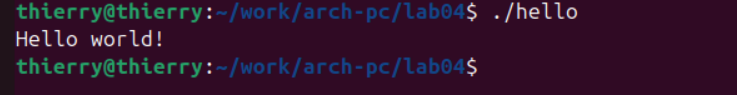 thierry@thierry:~/work/arch-pc/lab04$ ./hello
Hello world!
thierry@thierry:~/work/arch-pc/lab04$